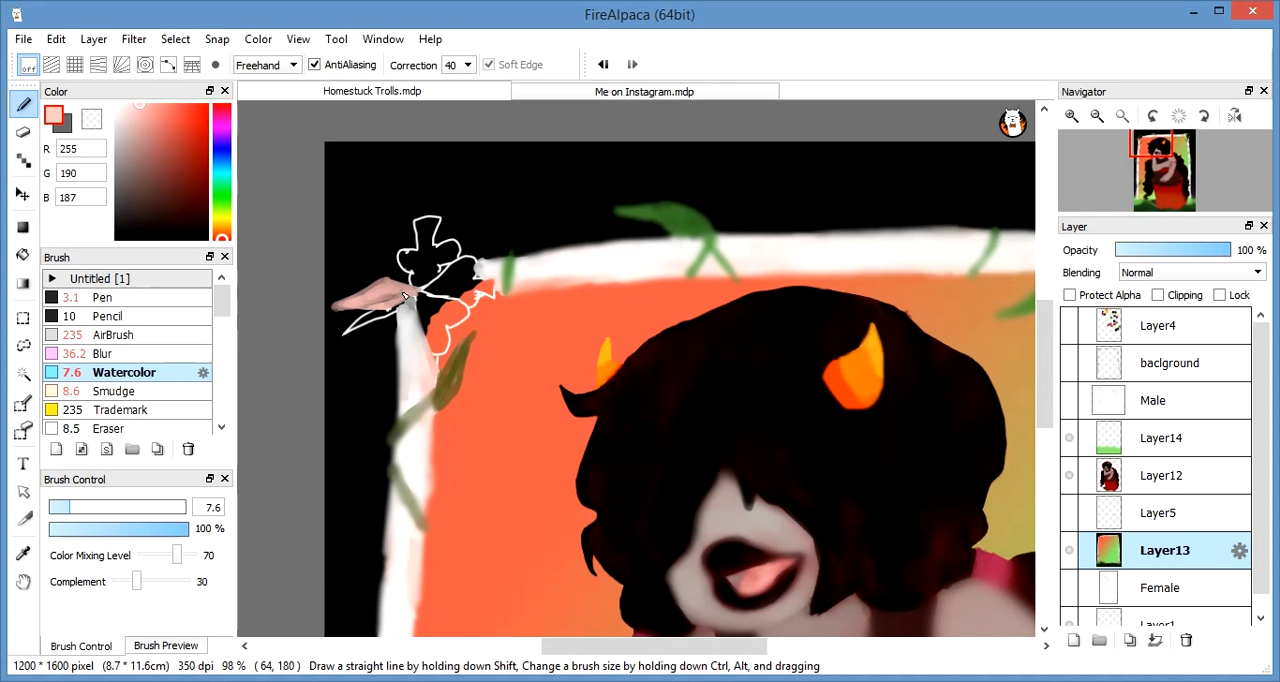 FireAlpaca (64bit)
File Edit Layer Filter Select Snap Color View Tool Window Help
OFF Freehand AntiAliasing Correction 40 Soft Edge
Color
Homestuck Trolls.mdp
Me on Instagram.mdp
Navigator
R 255
G 190
B 187
Brush
Untitled [1]
3.1 Pen
10 Pencil
235 AirBrush
36.2 Blur
7.6 Watercolor
8.6 Smudge
235 Trademark
8.5 Eraser
Brush Control
7.6
100 %
Color Mixing Level 70
Complement 30
Brush Control Brush Preview
Layer
Opacity 100 %
Blending Normal
Protect Alpha Clipping Lock
Layer4
baclground
Male
Layer14
Layer12
Layer5
Layer13
Female
1200 * 1600 pixel (8.7 * 11.6cm) 350 dpi 98 % ( 64, 180 ) Draw a straight line by holding down Shift, Change a brush size by holding down Ctrl, Alt, and dragging